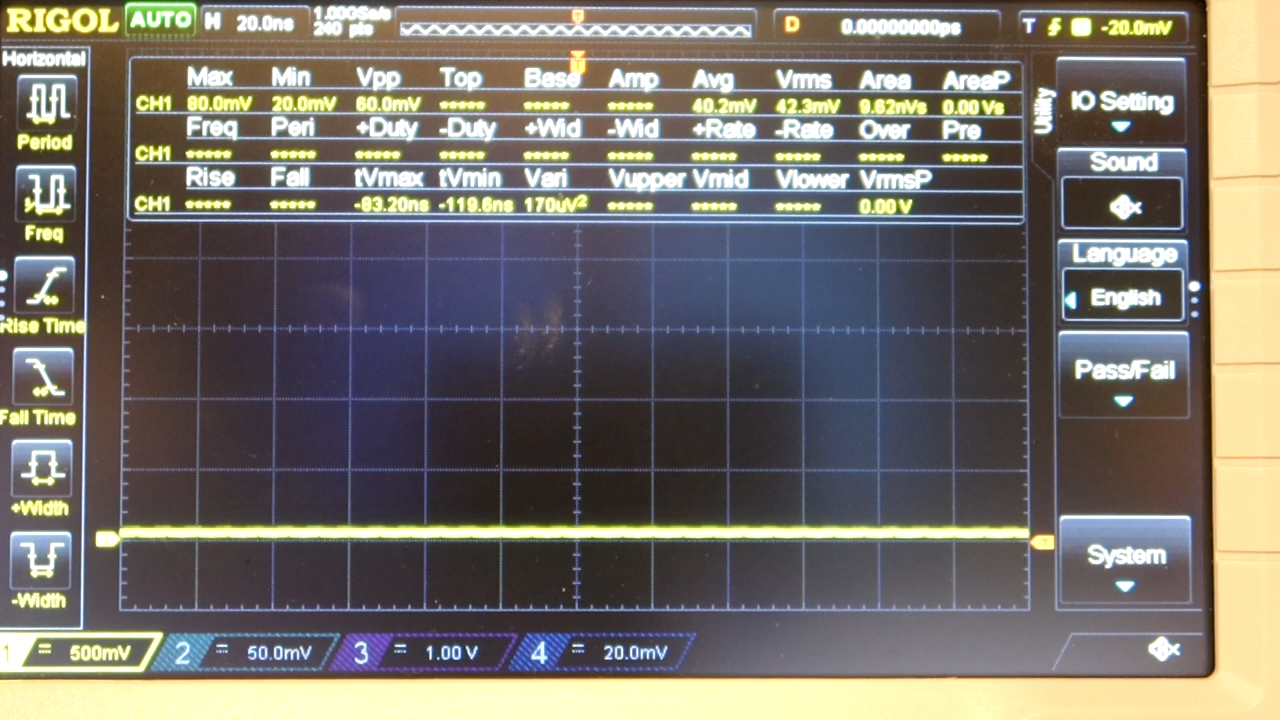 RIGOL AUTO H 20.0ns 1.00GSa/s 240 pts D 0.00000000ps T -20.0mV
Horizontal
Period
Freq
Rise Time
Fall Time
+Width
-Width
Max Min Vpp Top Base Amp Avg Vrms Area AreaP
CH1 80.0mV 20.0mV 60.0mV ***** ***** ***** 40.2mV 42.3mV 9.62nVs 0.00 Vs
Freq Peri +Duty -Duty +Wid -Wid +Rate -Rate Over Pre
CH1 ***** ***** ***** ***** ***** ***** ***** ***** ***** *****
Rise Fall tVmax tVmin Vari Vupper Vmid Vlower VrmsP
CH1 ***** ***** -83.20ns -119.6ns 170uV² ***** ***** ***** 0.00 V
Utility
IO Setting
Sound
Language
English
Pass/Fail
System
1 500mV 2 50.0mV 3 1.00 V 4 20.0mV